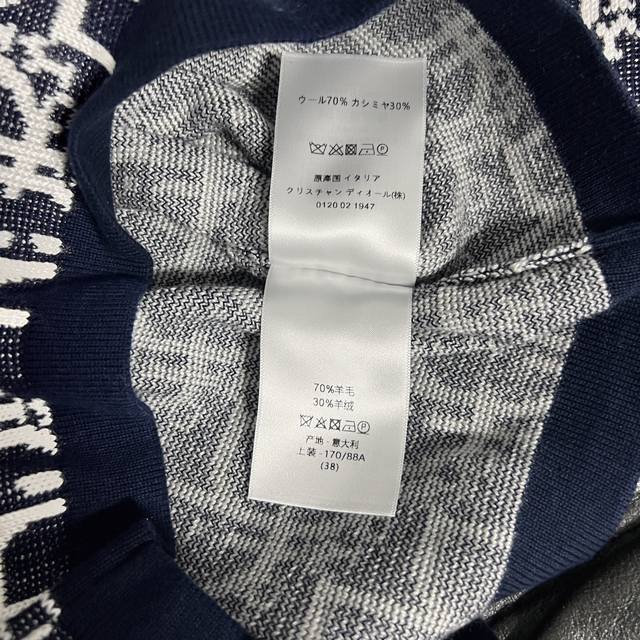 ウール70% カシミヤ30%
原産国 イタリア
クリスチャン ディオール(株)
0120 02 1947
70%羊毛
30%羊绒
产地 - 意大利
上装 -170/88A
(38)